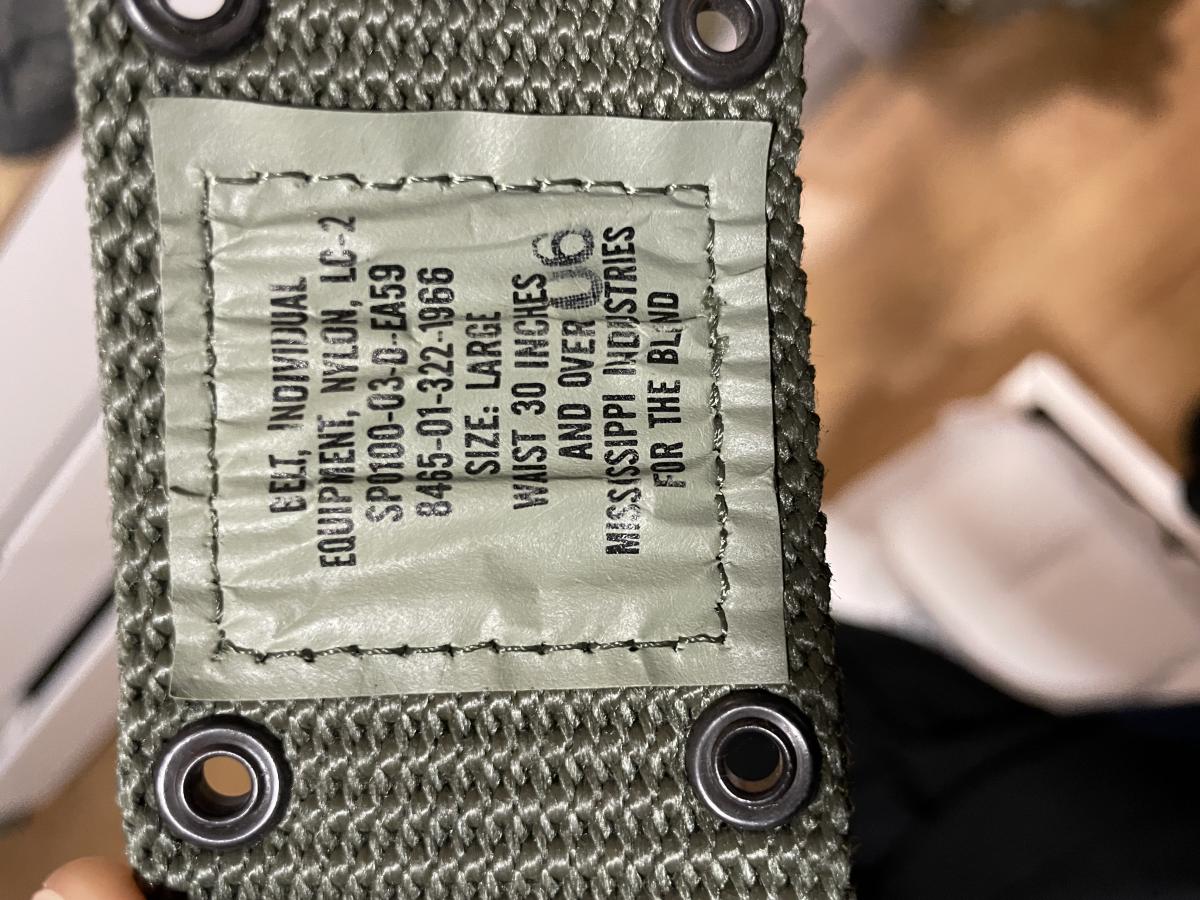 BELT, INDIVIDUAL
EQUIPMENT, NYLON, LC-2
SP0100-03-D-EA59
8465-01-322-1966
SIZE: LARGE
WAIST 30 INCHES
AND OVER
MISSISSIPPI INDUSTRIES
FOR THE BLIND